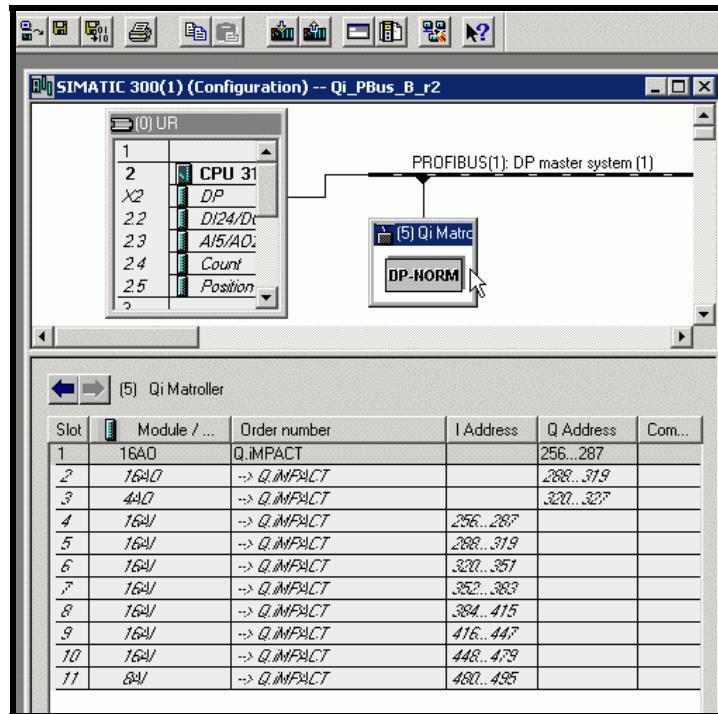 SIMATIC 300(1) (Configuration) -- Qi_PBus_B_r2
(0) UR
1
2 CPU 31
X2 DP
2.2 DI24/D
2.3 AI5/AO
2.4 Count
2.5 Position
PROFIBUS(1): DP master system (1)
(5) Qi Matro
DP-NORM
(5) Qi Matroller
Slot Module / ... Order number I Address Q Address Com...
1 16AO Q.iMPACT 256...287
2 16AO --> Q.iMPACT 288...319
3 4AO --> Q.iMPACT 320...327
4 16AI --> Q.iMPACT 256...287
5 16AI --> Q.iMPACT 288...319
6 16AI --> Q.iMPACT 320...351
7 16AI --> Q.iMPACT 352...383
8 16AI --> Q.iMPACT 384...415
9 16AI --> Q.iMPACT 416...447
10 16AI --> Q.iMPACT 448...479
11 8AI --> Q.iMPACT 480...495